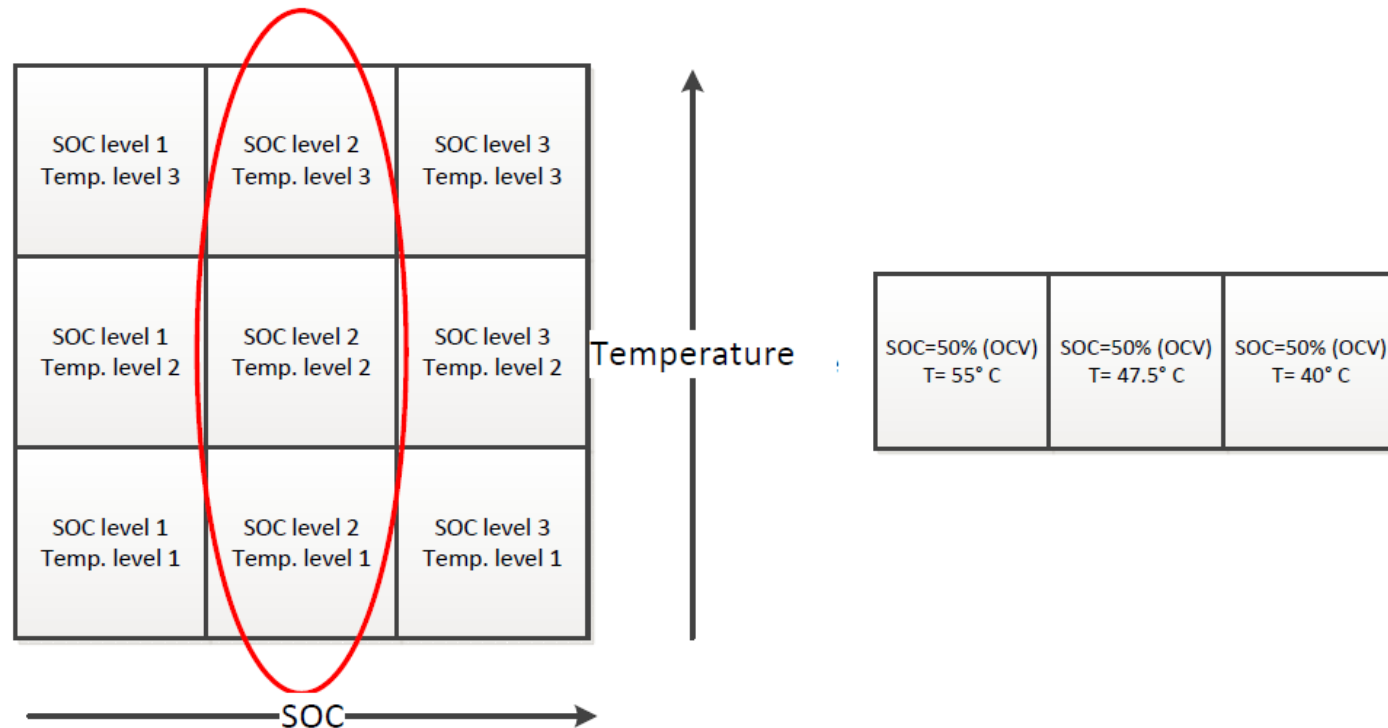 SOC level 1
Temp. level 3
SOC level 2
Temp. level 3
SOC level 3
Temp. level 3
SOC level 1
Temp. level 2
SOC level 2
Temp. level 2
SOC level 3
Temp. level 2
SOC level 1
Temp. level 1
SOC level 2
Temp. level 1
SOC level 3
Temp. level 1
SOC
Temperature
SOC=50% (OCV)
T= 55° C
SOC=50% (OCV)
T= 47.5° C
SOC=50% (OCV)
T= 40° C